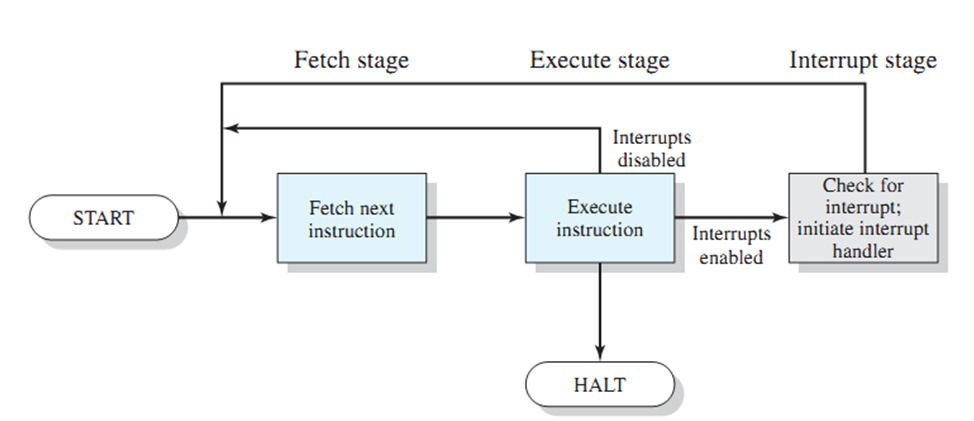 Fetch stage
Execute stage
Interrupt stage
Interrupts
disabled
START
Fetch next
instruction
Execute
instruction
Interrupts
enabled
Check for
interrupt;
initiate interrupt
handler
HALT